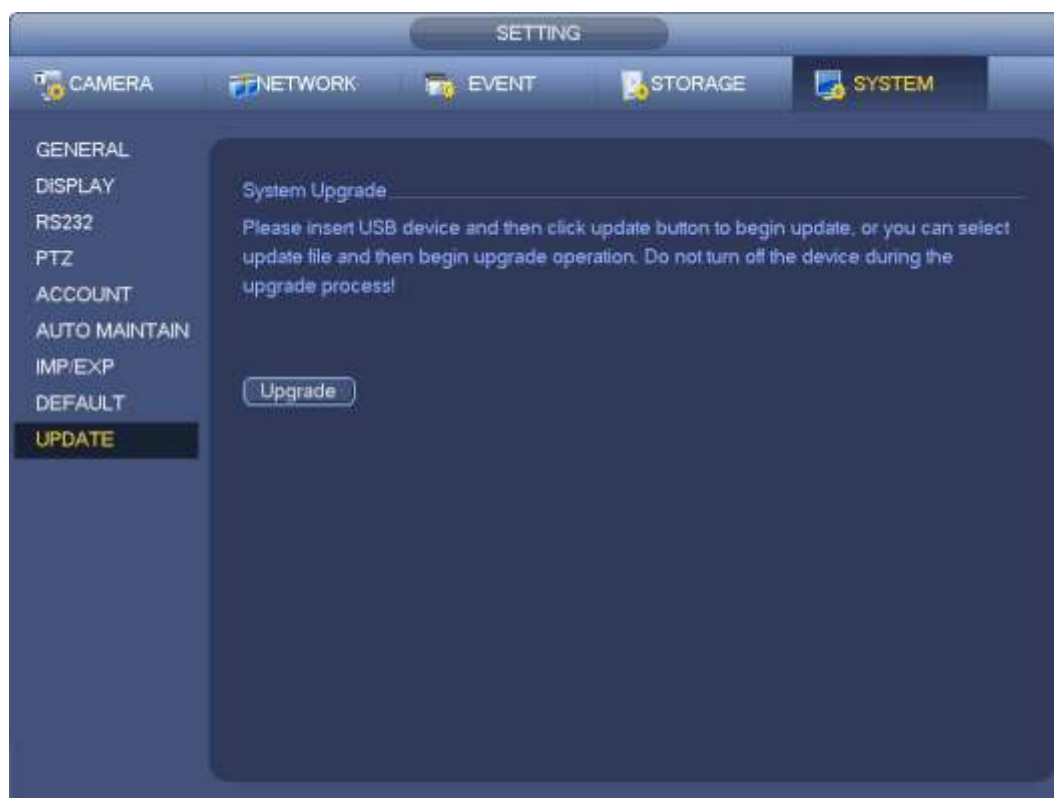 SETTING
CAMERA NETWORK EVENT STORAGE SYSTEM
GENERAL
DISPLAY
RS232
PTZ
ACCOUNT
AUTO MAINTAIN
IMP/EXP
DEFAULT
UPDATE
System Upgrade
Please insert USB device and then click update button to begin update, or you can select
update file and then begin upgrade operation. Do not turn off the device during the
upgrade process!
Upgrade